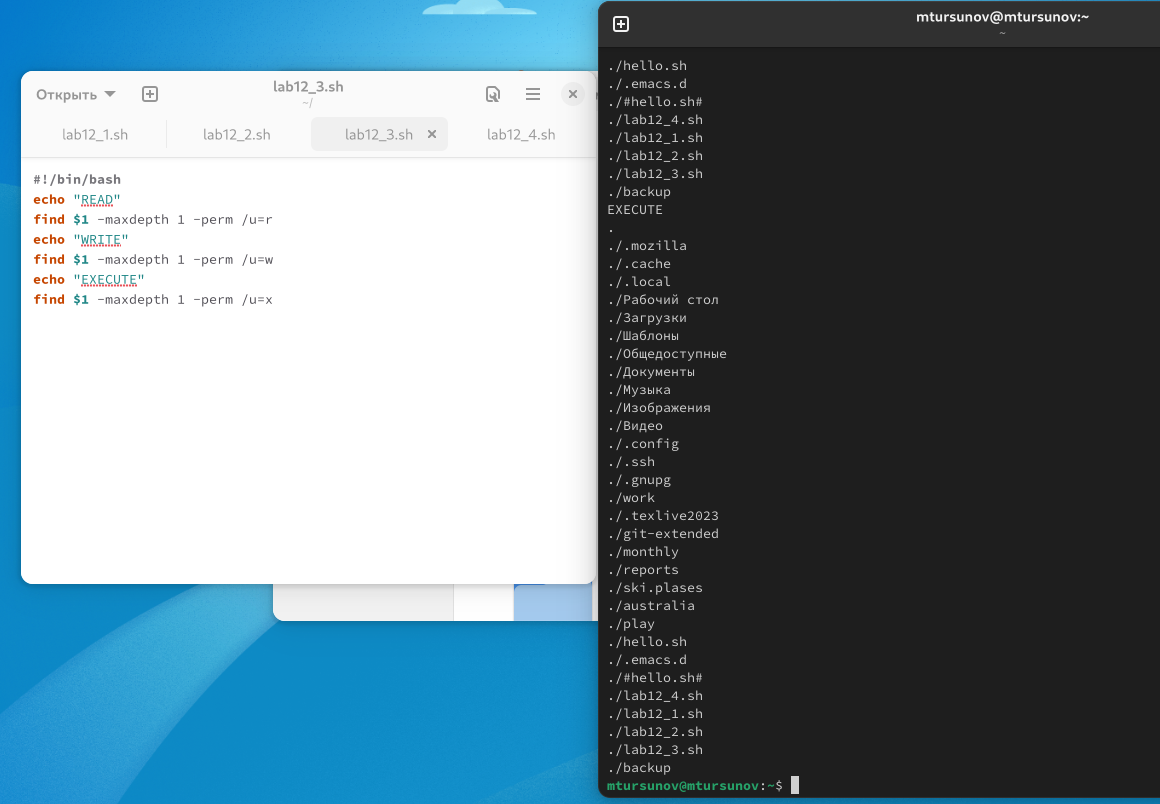 Открыть
lab12_3.sh
~/
lab12_1.sh
lab12_2.sh
lab12_3.sh
lab12_4.sh
#!/bin/bash
echo "READ"
find $1 -maxdepth 1 -perm /u=r
echo "WRITE"
find $1 -maxdepth 1 -perm /u=w
echo "EXECUTE"
find $1 -maxdepth 1 -perm /u=x
mtursunov@mtursunov:~
~
./hello.sh
./.emacs.d
./#hello.sh#
./lab12_4.sh
./lab12_1.sh
./lab12_2.sh
./lab12_3.sh
./backup
EXECUTE
.
./.mozilla
./.cache
./.local
./Рабочий стол
./Загрузки
./Шаблоны
./Общедоступные
./Документы
./Музыка
./Изображения
./Видео
./.config
./.ssh
./.gnupg
./work
./.texlive2023
./git-extended
./monthly
./reports
./ski.plases
./australia
./play
./hello.sh
./.emacs.d
./#hello.sh#
./lab12_4.sh
./lab12_1.sh
./lab12_2.sh
./lab12_3.sh
./backup
mtursunov@mtursunov:~$